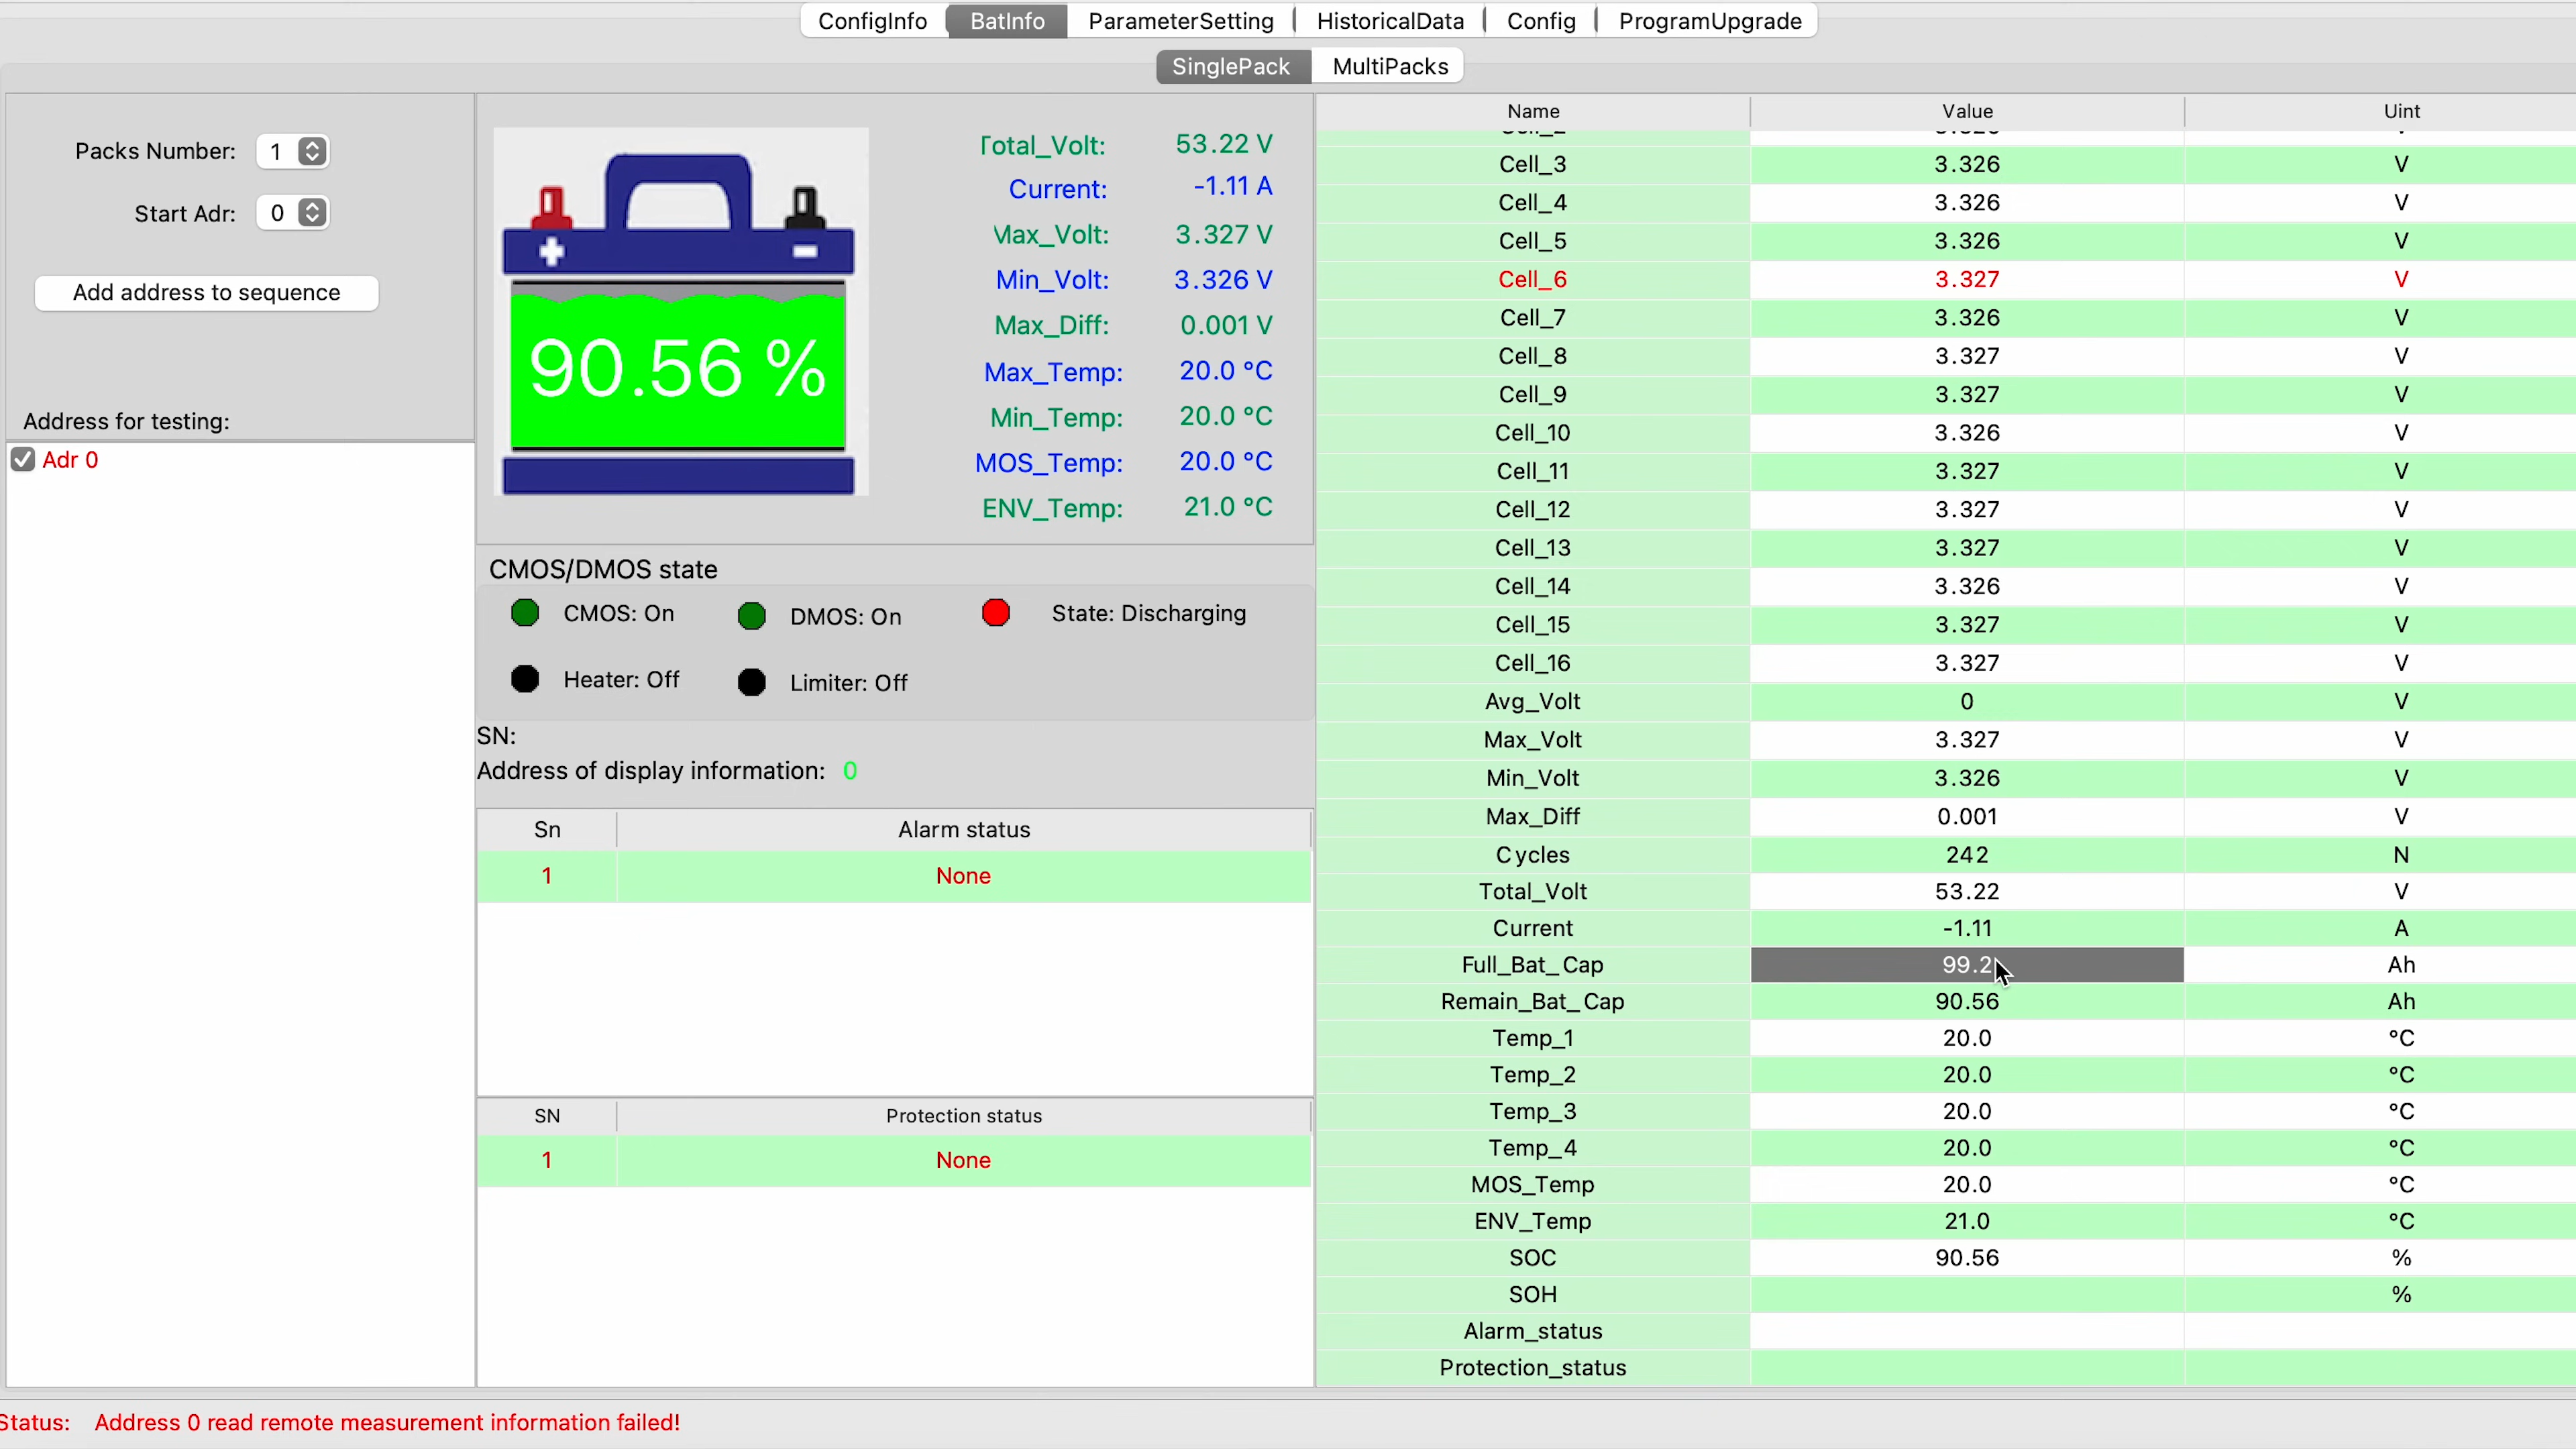 ConfigInfo BatInfo ParameterSetting HistoricalData Config ProgramUpgrade
SinglePack MultiPacks
Packs Number: 1
Start Adr: 0
Add address to sequence
Address for testing:
Adr 0
90.56 %
Total_Volt: 53.22 V
Current: -1.11 A
Max_Volt: 3.327 V
Min_Volt: 3.326 V
Max_Diff: 0.001 V
Max_Temp: 20.0 °C
Min_Temp: 20.0 °C
MOS_Temp: 20.0 °C
ENV_Temp: 21.0 °C
CMOS/DMOS state
CMOS: On DMOS: On State: Discharging
Heater: Off Limiter: Off
SN:
Address of display information: 0
Sn Alarm status
1 None
SN Protection status
1 None
Name Value Uint
Cell_3 3.326 V
Cell_4 3.326 V
Cell_5 3.326 V
Cell_6 3.327 V
Cell_7 3.326 V
Cell_8 3.327 V
Cell_9 3.327 V
Cell_10 3.326 V
Cell_11 3.327 V
Cell_12 3.327 V
Cell_13 3.327 V
Cell_14 3.326 V
Cell_15 3.327 V
Cell_16 3.327 V
Avg_Volt 0 V
Max_Volt 3.327 V
Min_Volt 3.326 V
Max_Diff 0.001 V
Cycles 242 N
Total_Volt 53.22 V
Current -1.11 A
Full_Bat_Cap 99.2 Ah
Remain_Bat_Cap 90.56 Ah
Temp_1 20.0 °C
Temp_2 20.0 °C
Temp_3 20.0 °C
Temp_4 20.0 °C
MOS_Temp 20.0 °C
ENV_Temp 21.0 °C
SOC 90.56 %
SOH %
Alarm_status
Protection_status
Status: Address 0 read remote measurement information failed!